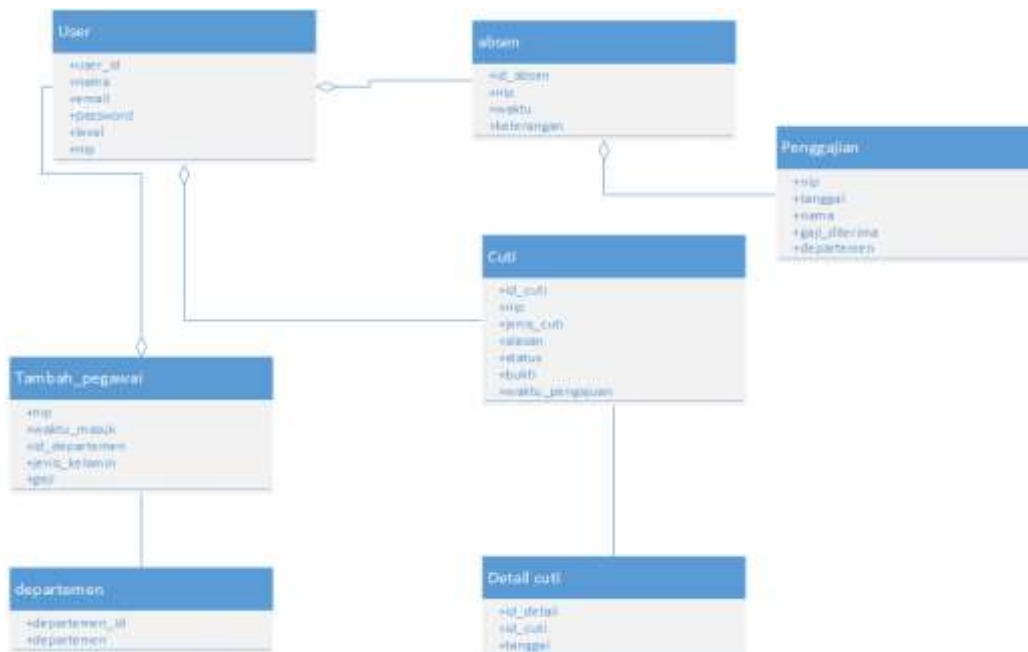 User
+user_id
+nama
+email
+password
+level
+nip
absen
+id_absen
+nip
+waktu
+keterangan
Penggajian
+nip
+tanggal
+nama
+gaji_diterima
+departemen
Cuti
+id_cuti
+nip
+jenis_cuti
+alasan
+status
+bukti
+waktu_pengajuan
Tambah_pegawai
+nip
+waktu_masuk
+id_departemen
+jenis_kelamin
+gaji
departemen
+departemen_id
+departemen
Detail cuti
+id_detail
+id_cuti
+tanggal